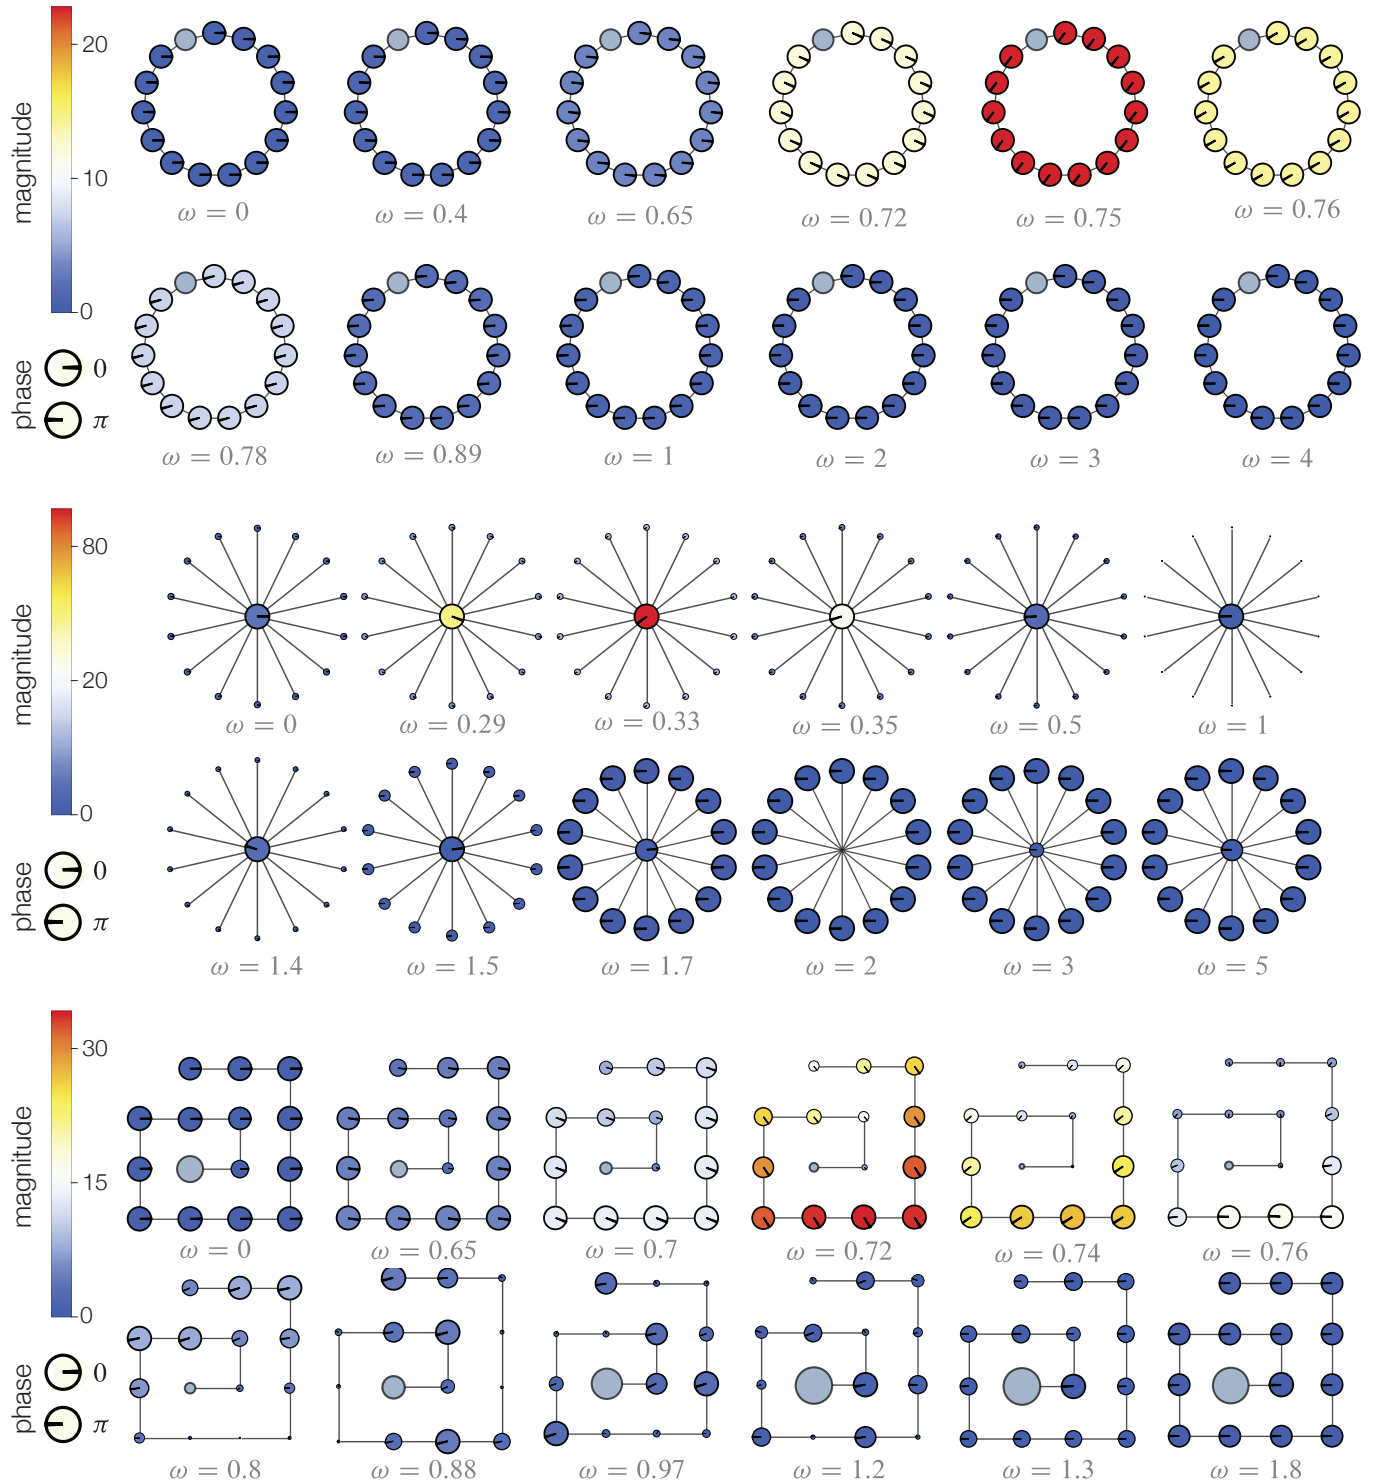 magnitude
20
10
0
phase
0
π
ω = 0
ω = 0.4
ω = 0.65
ω = 0.72
ω = 0.75
ω = 0.76
ω = 0.78
ω = 0.89
ω = 1
ω = 2
ω = 3
ω = 4
magnitude
80
20
0
phase
0
π
ω = 0
ω = 0.29
ω = 0.33
ω = 0.35
ω = 0.5
ω = 1
ω = 1.4
ω = 1.5
ω = 1.7
ω = 2
ω = 3
ω = 5
magnitude
30
15
0
phase
0
π
ω = 0
ω = 0.65
ω = 0.7
ω = 0.72
ω = 0.74
ω = 0.76
ω = 0.8
ω = 0.88
ω = 0.97
ω = 1.2
ω = 1.3
ω = 1.8